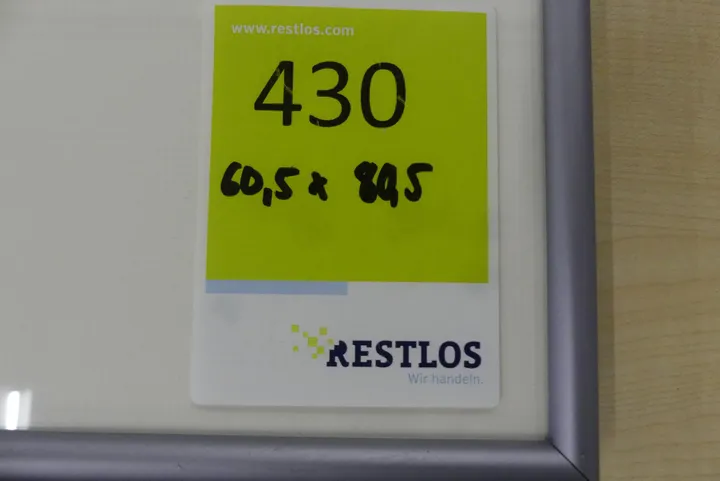 www.restlos.com
430
60,5 x 80,5
RESTLOS
Wir handeln.